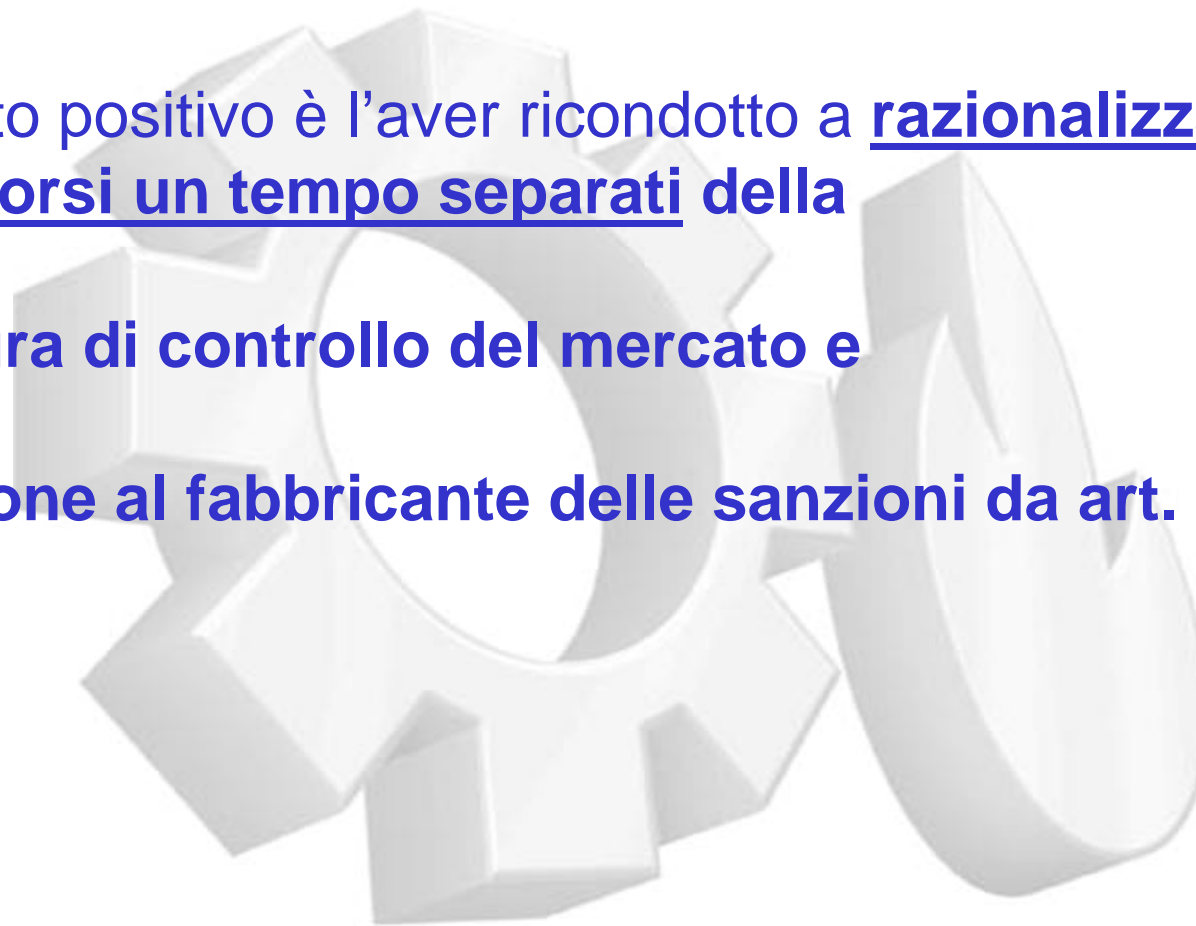 to positivo è l’aver ricondotto a razionalizz
orsi un tempo separati della
ra di controllo del mercato e
one al fabbricante delle sanzioni da art.